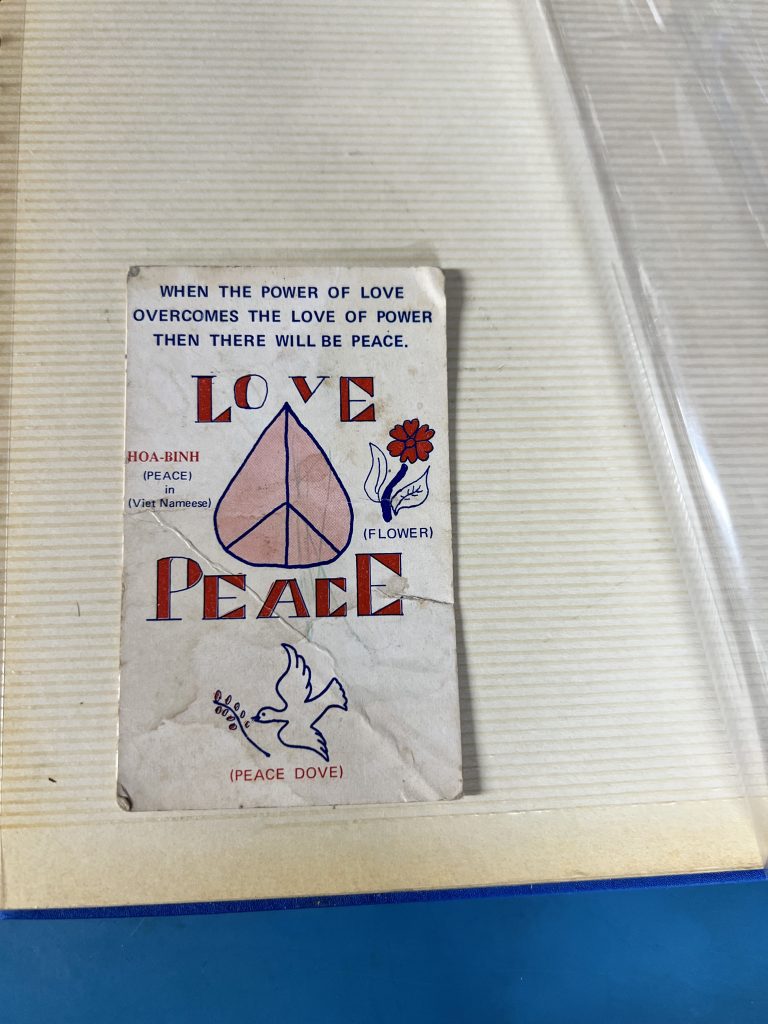 WHEN THE POWER OF LOVE
OVERCOMES THE LOVE OF POWER
THEN THERE WILL BE PEACE.
LOVE
HOA-BINH
(PEACE)
in
(Viet Nameese)
(FLOWER)
PEACE
(PEACE DOVE)